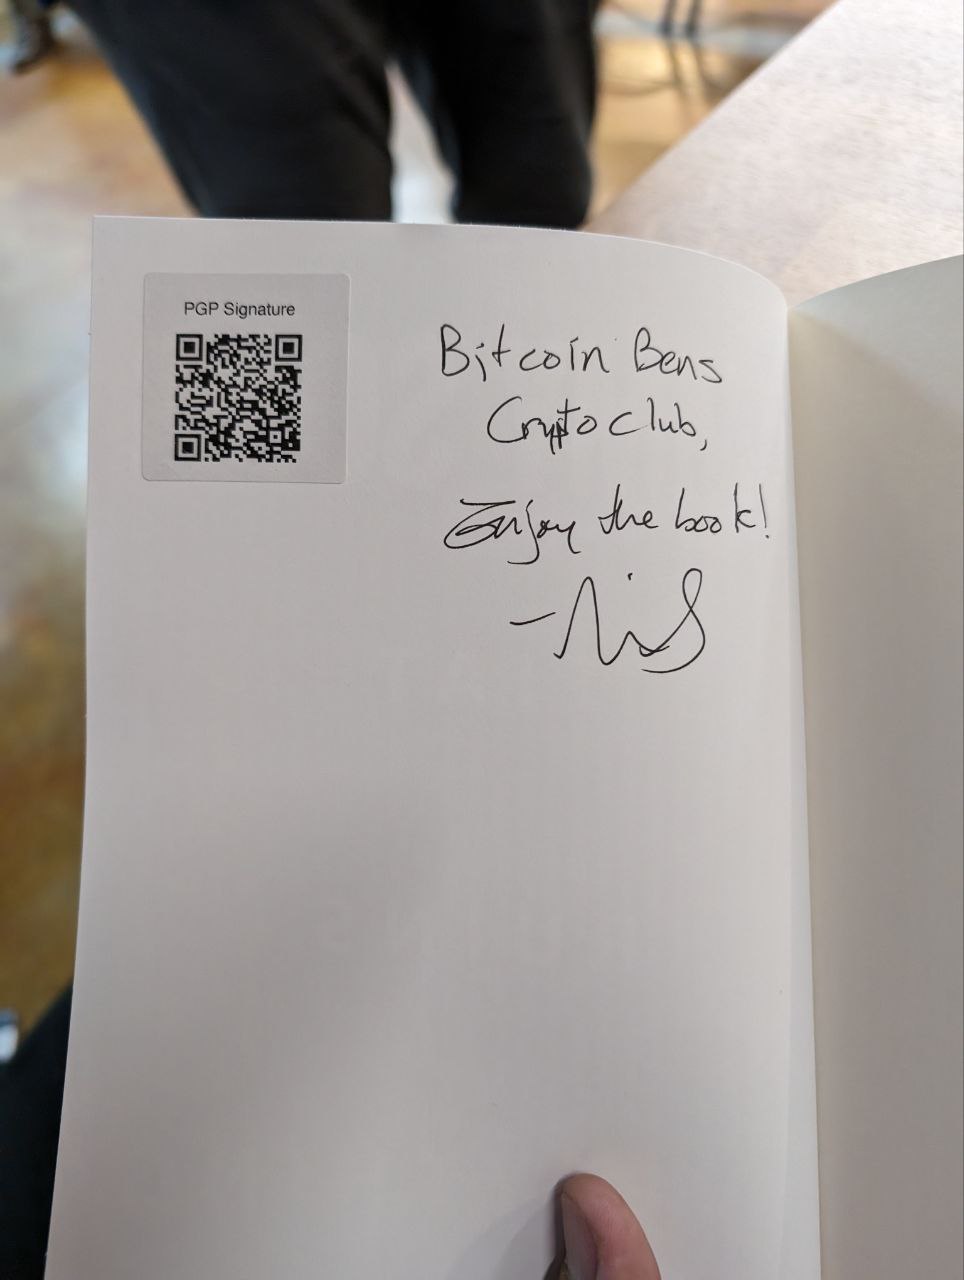 PGP Signature
Bitcoin Bens
Crypto club,
Enjoy the book!